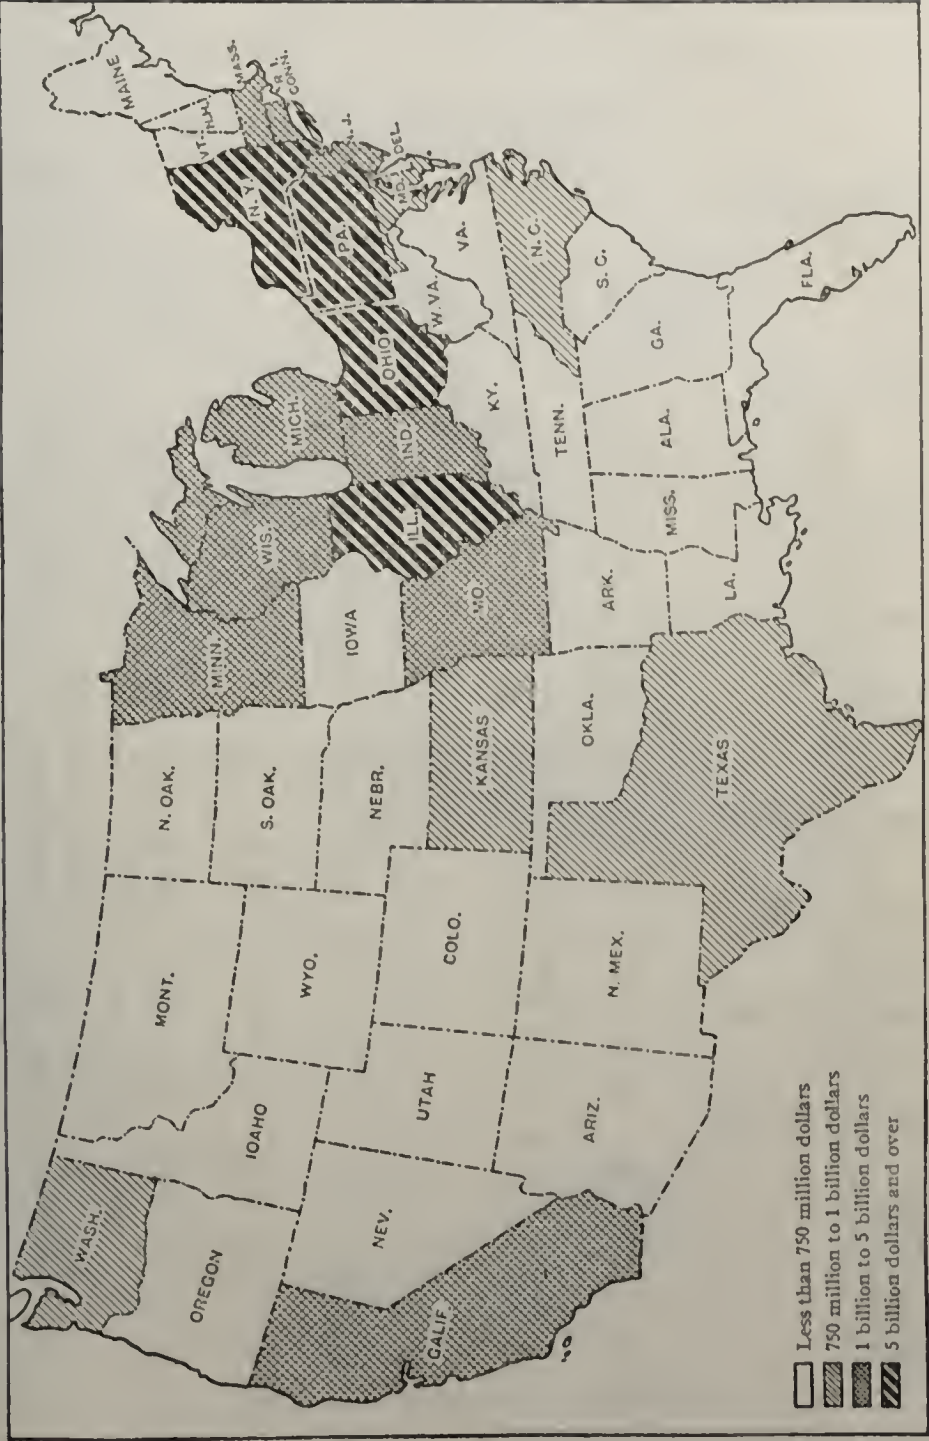 WASH.
MONT.
N. OAK.
MINN.
WIS.
MICH.
N. Y.
VT.
N.H.
MAINE
MASS.
R. I.
CONN.
OREGON
IOAHO
WYO.
S. OAK.
IOWA
ILL.
IND.
OHIO
PA.
N. J.
DEL.
MD.
NEV.
UTAH
COLO.
NEBR.
KANSAS
MO.
KY.
W. VA.
VA.
CALIF.
ARIZ.
N. MEX.
OKLA.
ARK.
TENN.
N. C.
S. C.
TEXAS
LA.
MISS.
ALA.
GA.
FLA.
Less than 750 million dollars
750 million to 1 billion dollars
1 billion to 5 billion dollars
5 billion dollars and over